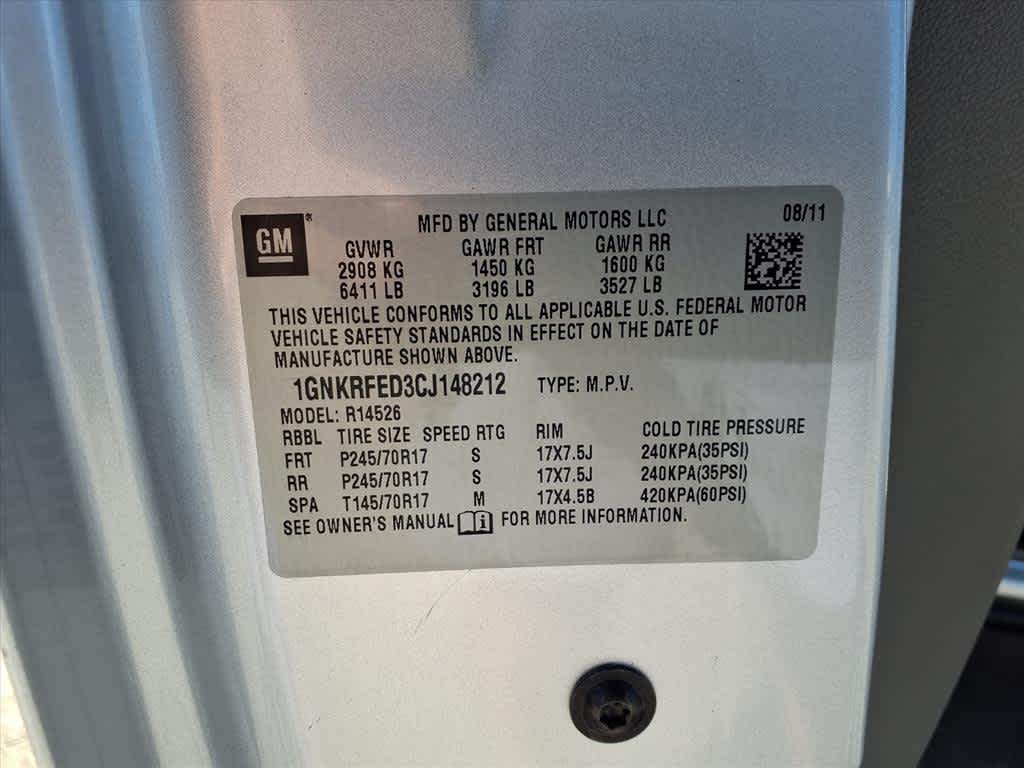 GM
MFD BY GENERAL MOTORS LLC 08/11
GVWR GAWR FRT GAWR RR
2908 KG 1450 KG 1600 KG
6411 LB 3196 LB 3527 LB
THIS VEHICLE CONFORMS TO ALL APPLICABLE U.S. FEDERAL MOTOR
VEHICLE SAFETY STANDARDS IN EFFECT ON THE DATE OF
MANUFACTURE SHOWN ABOVE.
1GNKRFED3CJ148212 TYPE: M.P.V.
MODEL: R14526
RBBL TIRE SIZE SPEED RTG RIM COLD TIRE PRESSURE
FRT P245/70R17 S 17X7.5J 240KPA(35PSI)
RR P245/70R17 S 17X7.5J 240KPA(35PSI)
SPA T145/70R17 M 17X4.5B 420KPA(60PSI)
SEE OWNER'S MANUAL FOR MORE INFORMATION.